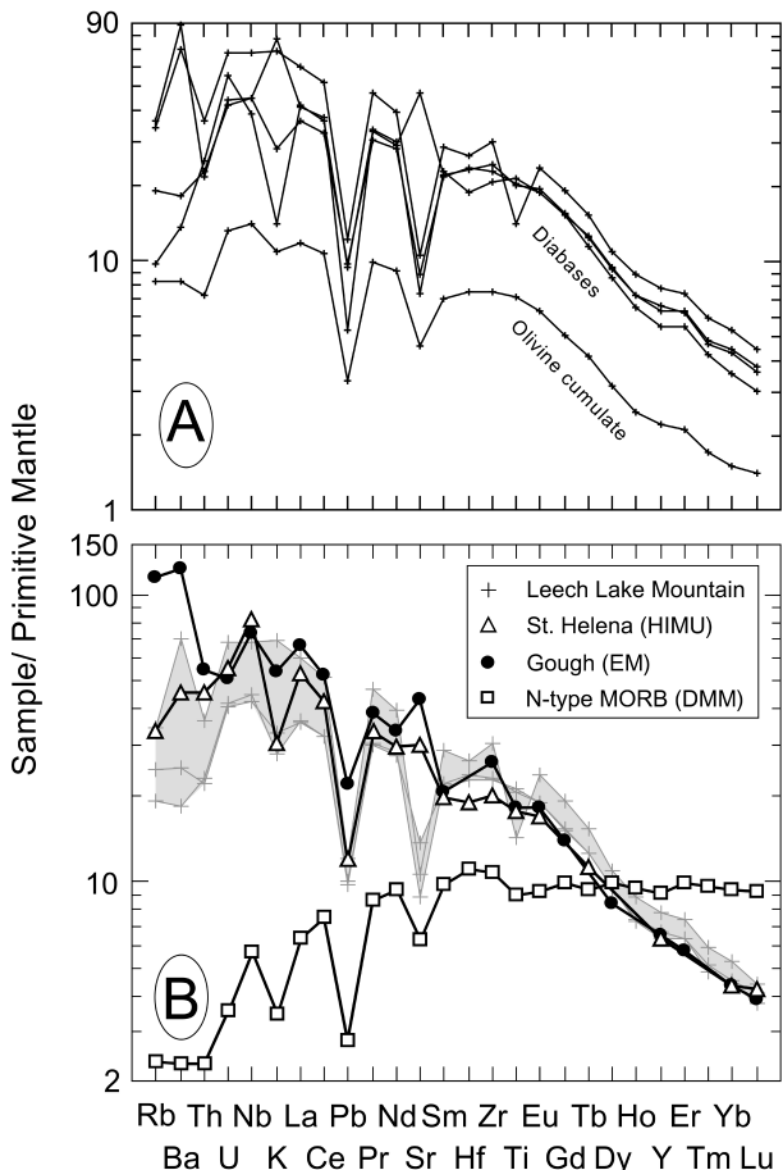 90
10
1
A
Diabases
Olivine cumulate
Sample/ Primitive Mantle
150
100
10
2
B
Leech Lake Mountain
St. Helena (HIMU)
Gough (EM)
N-type MORB (DMM)
Rb Th Nb La Pb Nd Sm Zr Eu Tb Ho Er Yb
Ba U K Ce Pr Sr Hf Ti Gd Dy Y Tm Lu